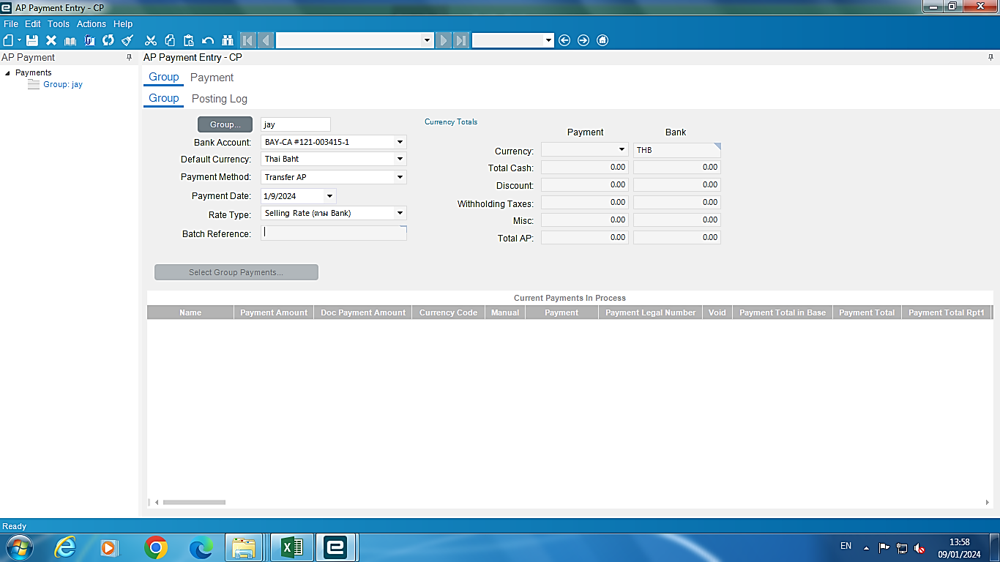 AP Payment Entry - CP
File Edit Tools Actions Help
AP Payment
AP Payment Entry - CP
Payments
Group: jay
Group Payment
Group Posting Log
Group... jay
Bank Account: BAY-CA #121-003415-1
Default Currency: Thai Baht
Payment Method: Transfer AP
Payment Date: 1/9/2024
Rate Type: Selling Rate (ตาม Bank)
Batch Reference:
Currency Totals
Payment Bank
Currency: THB
Total Cash: 0.00 0.00
Discount: 0.00 0.00
Withholding Taxes: 0.00 0.00
Misc: 0.00 0.00
Total AP: 0.00 0.00
Select Group Payments...
Current Payments In Process
Name Payment Amount Doc Payment Amount Currency Code Manual Payment Payment Legal Number Void Payment Total in Base Payment Total Payment Total Rpt1
Ready
EN
13:58
09/01/2024